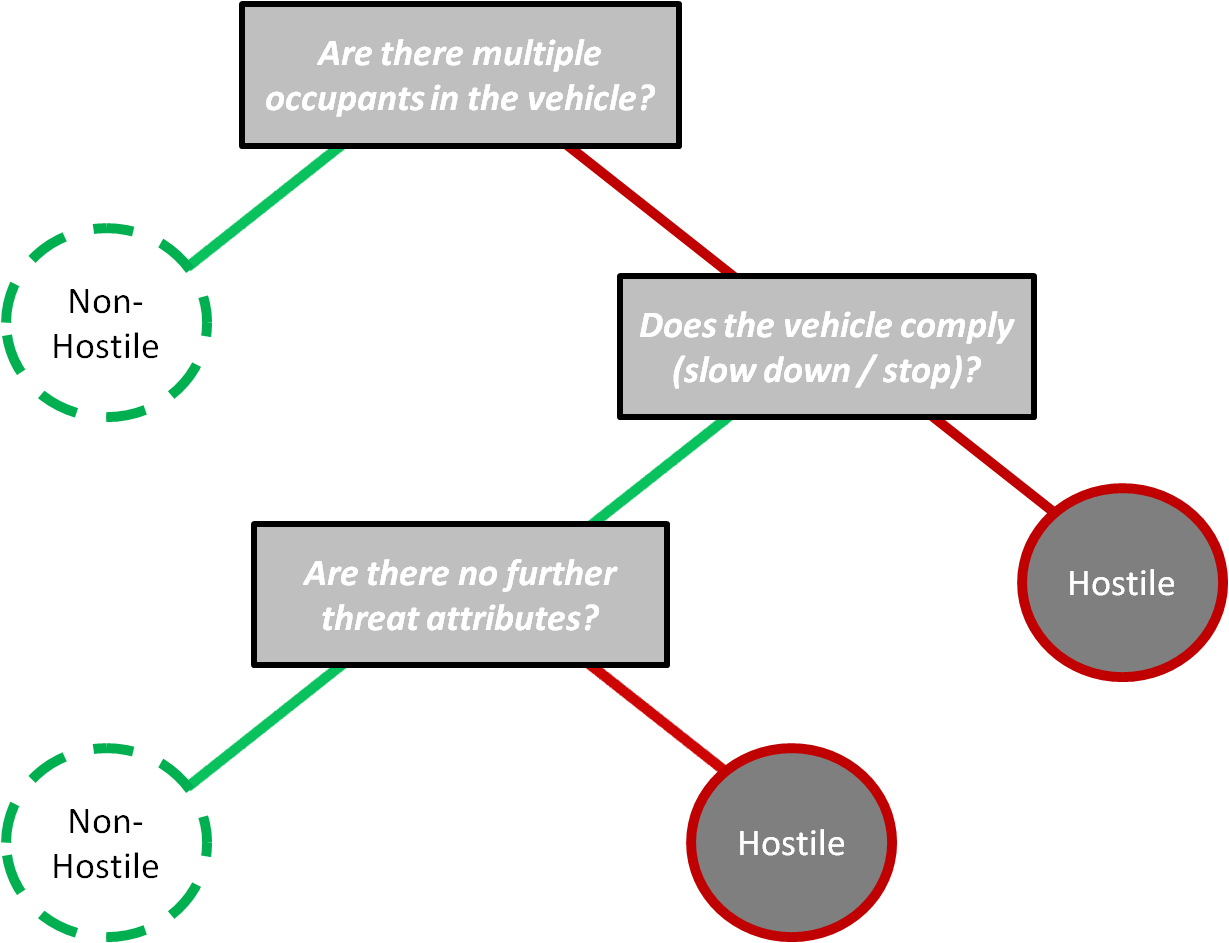 Are there multiple
occupants in the vehicle?
Non-
Hostile
Does the vehicle comply
(slow down / stop)?
Hostile
Are there no further
threat attributes?
Non-
Hostile
Hostile